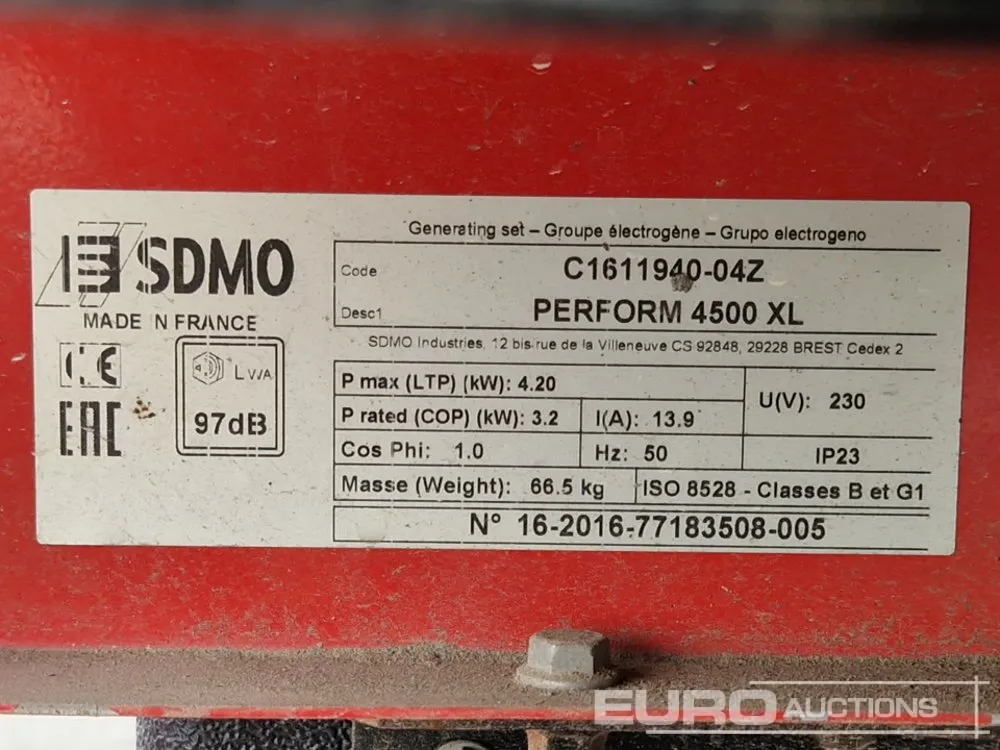 SDMO
MADE IN FRANCE
CE
EAC
LWA
97dB
Generating set – Groupe électrogène – Grupo electrogeno
Code C1611940-04Z
Desc1 PERFORM 4500 XL
SDMO Industries, 12 bis rue de la Villeneuve CS 92848, 29228 BREST Cedex 2
P max (LTP) (kW): 4.20
P rated (COP) (kW): 3.2 I(A): 13.9
U(V): 230
Cos Phi: 1.0 Hz: 50 IP23
Masse (Weight): 66.5 kg ISO 8528 - Classes B et G1
N° 16-2016-77183508-005
EURO AUCTIONS